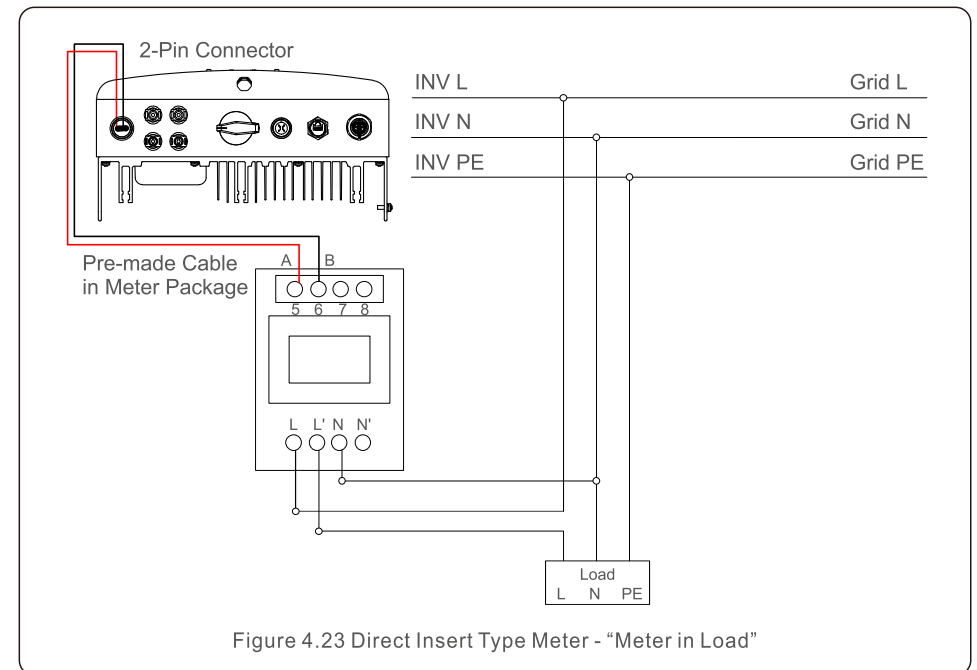 2-Pin Connector
INV L Grid L
INV N Grid N
INV PE Grid PE
Pre-made Cable
in Meter Package
A B
5 6 7 8
L L' N N'
Load
L N PE
Figure 4.23 Direct Insert Type Meter - “Meter in Load”